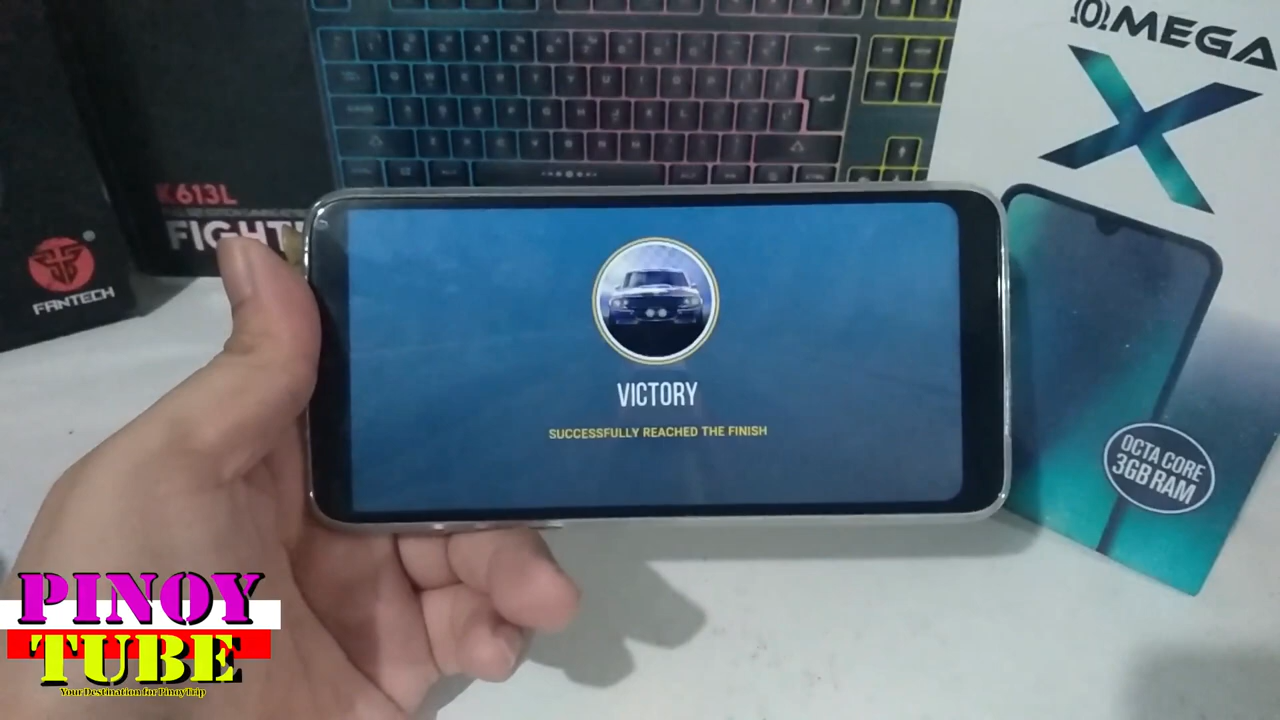 OMEGA
X
K613L
FIGHT
FANTECH
VICTORY
SUCCESSFULLY REACHED THE FINISH
OCTA CORE
3GB RAM
PINOY
TUBE
Your Destination for PinoyTrip